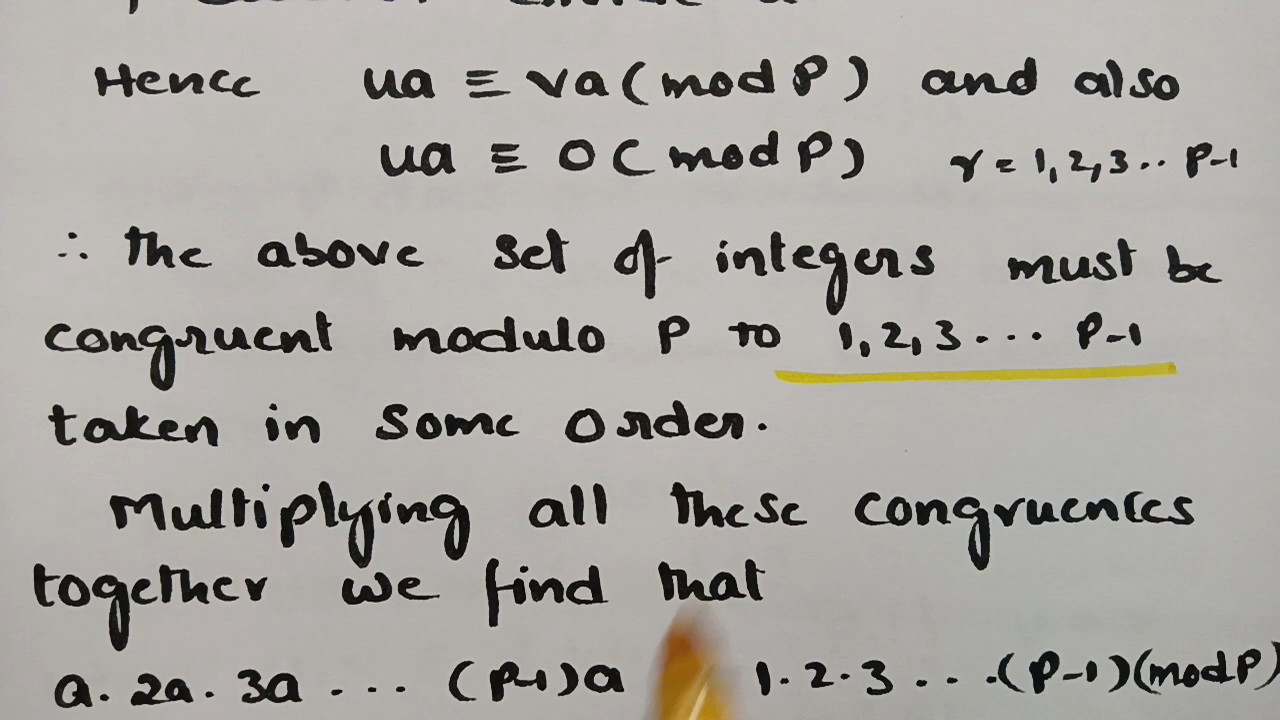 Hence ua ≡ va (mod P) and also
ua ≡ 0 (mod P) r = 1, 2, 3 .. P-1
∴ The above set of integers must be
congruent modulo P to 1, 2, 3 ... P-1
taken in some order.
Multiplying all these congruences
together we find that
a. 2a. 3a ... (P-1)a 1.2.3 ... (P-1) (mod P)